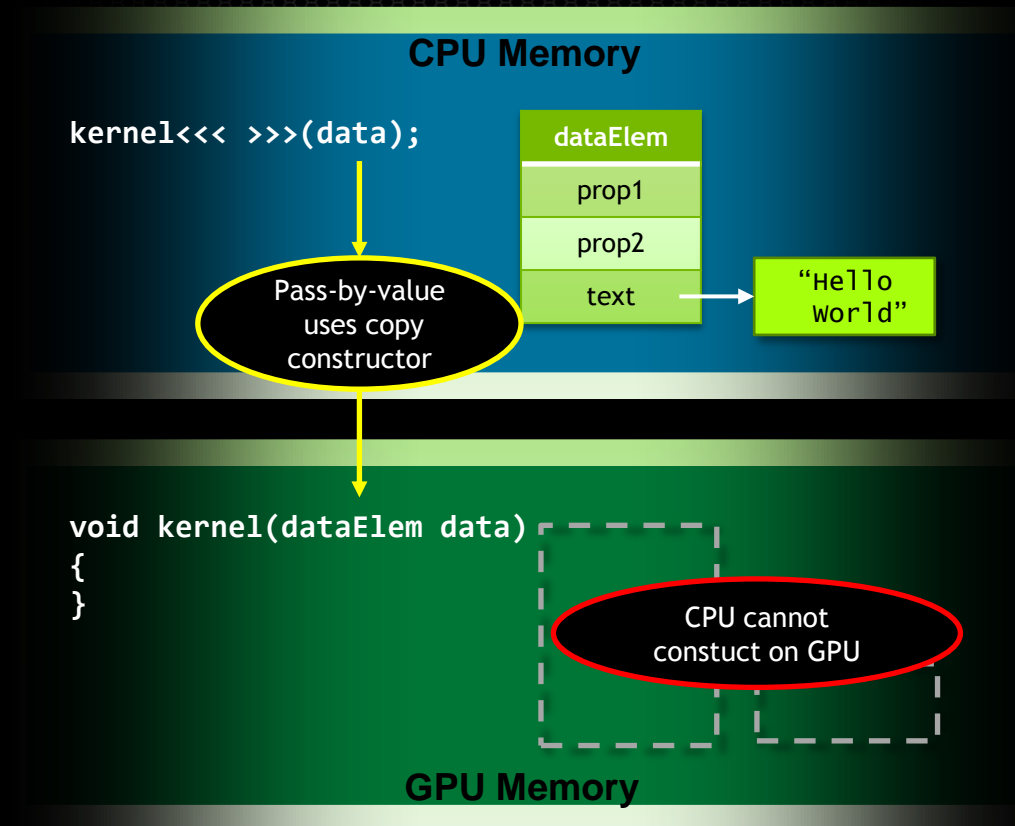 CPU Memory
kernel<<< >>>(data);
dataElem
prop1
prop2
text
“Hello
World”
Pass-by-value
uses copy
constructor
void kernel(dataElem data)
{
}
CPU cannot
constuct on GPU
GPU Memory